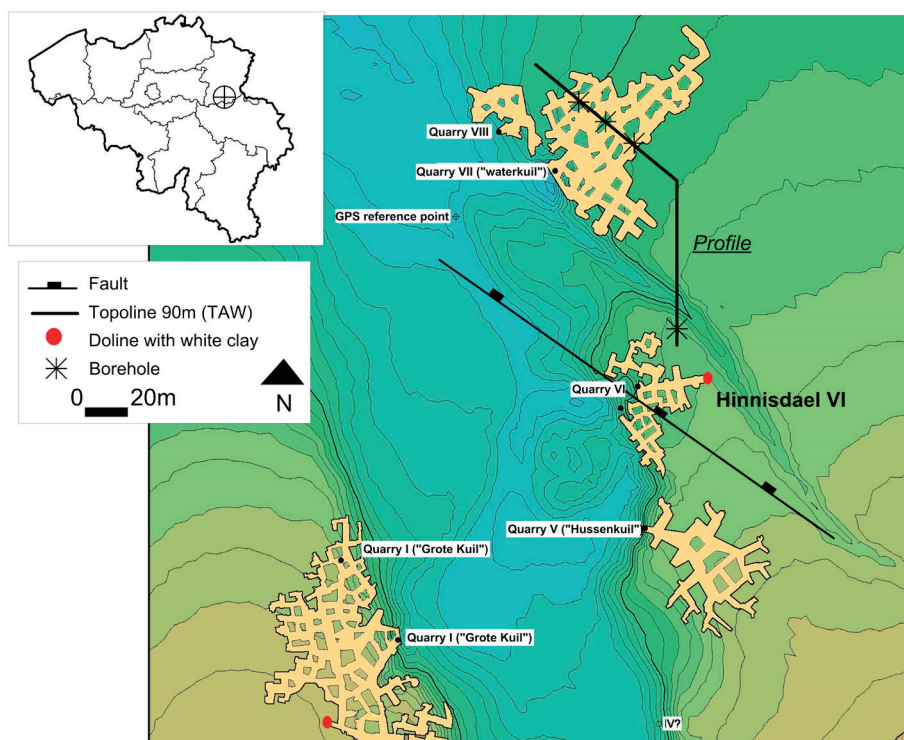 Quarry VIII
Quarry VII ("waterkuil")
GPS reference point
Profile
Fault
Topoline 90m (TAW)
Doline with white clay
Borehole
0 20m
N
Quarry VI
Hinnisdael VI
Quarry V ("Hussenkuil")
Quarry I ("Grote Kuil")
Quarry I ("Grote Kuil")
IV?